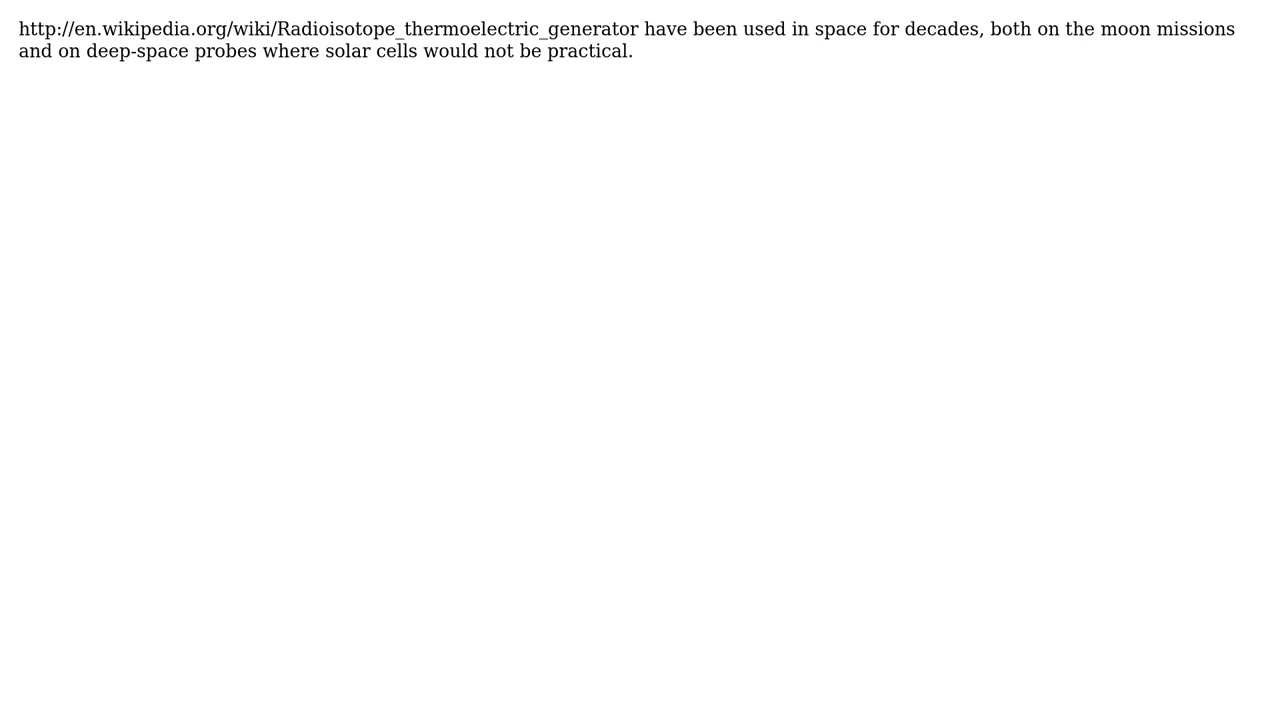 http://en.wikipedia.org/wiki/Radioisotope_thermoelectric_generator have been used in space for decades, both on the moon missions
and on deep-space probes where solar cells would not be practical.